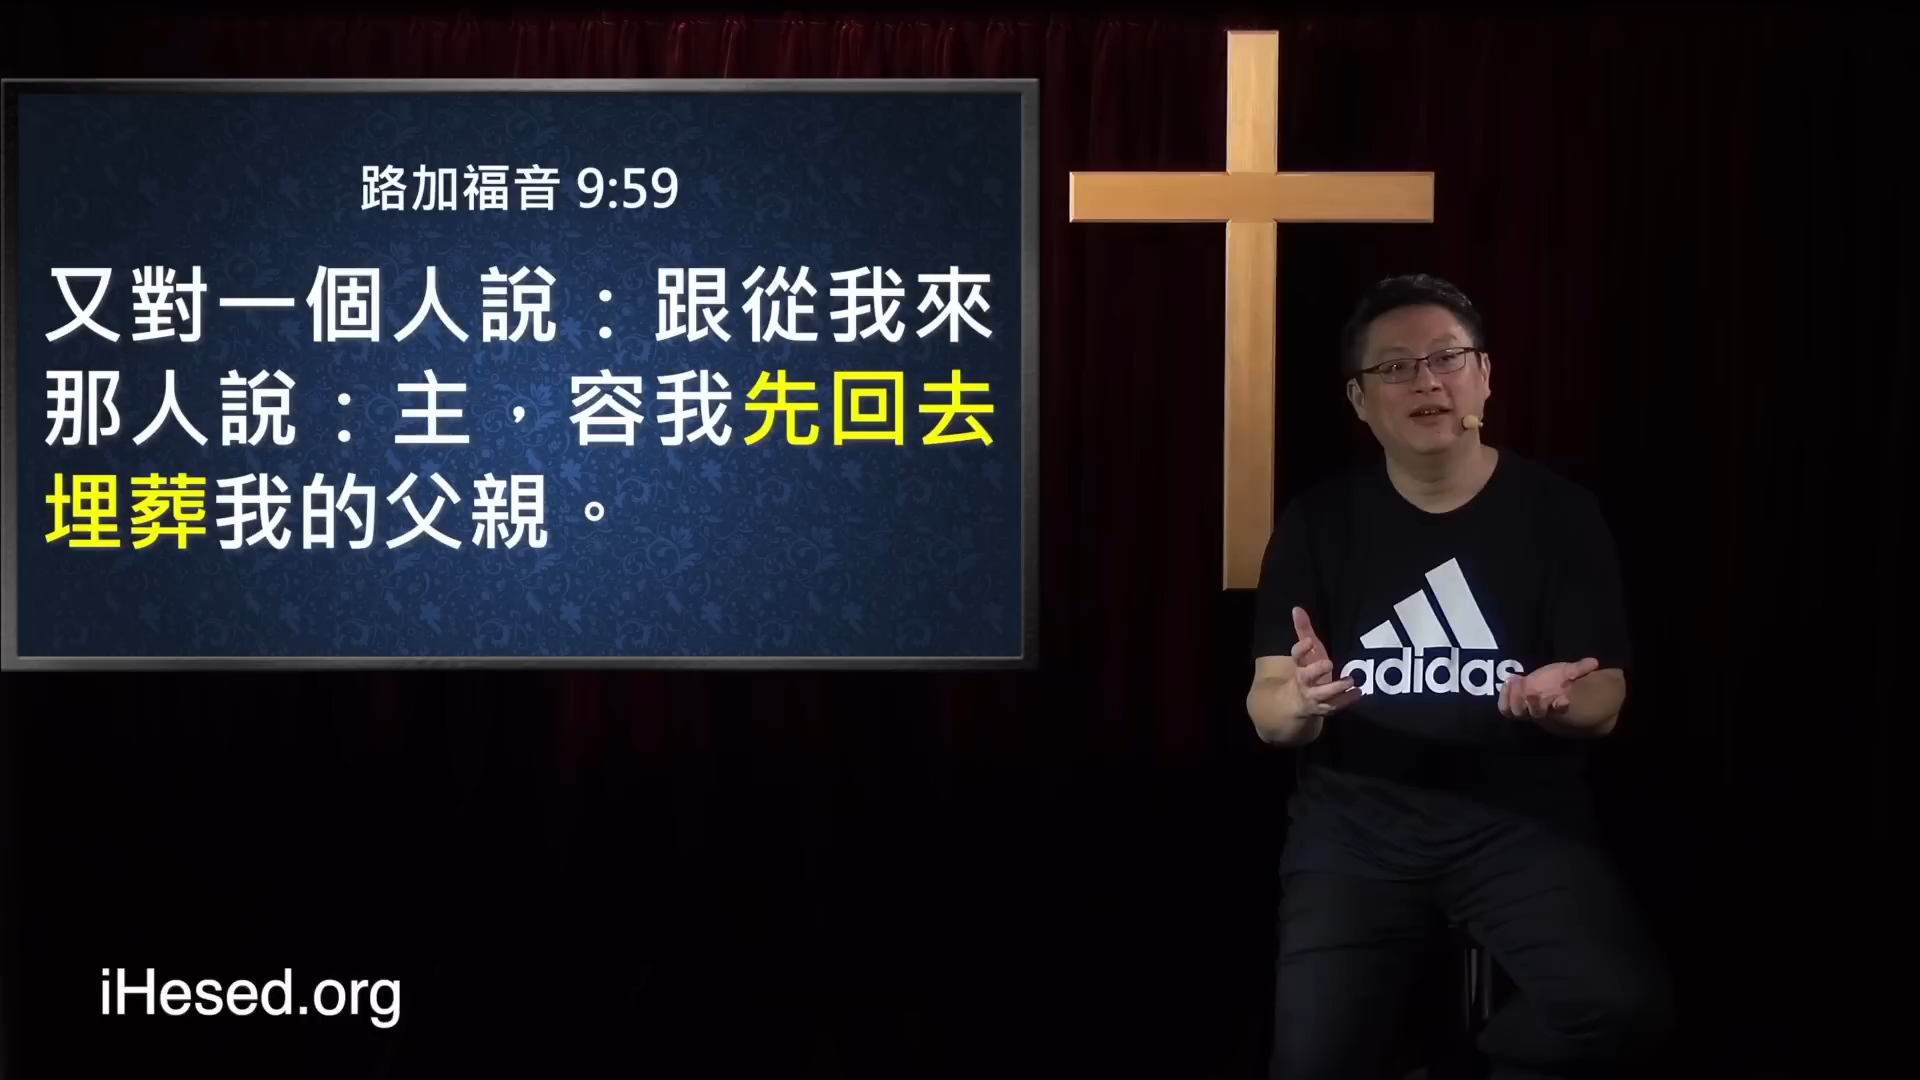 路加福音 9:59
又對一個人說：跟從我來
那人說：主，容我先回去
埋葬我的父親。
adidas
iHesed.org